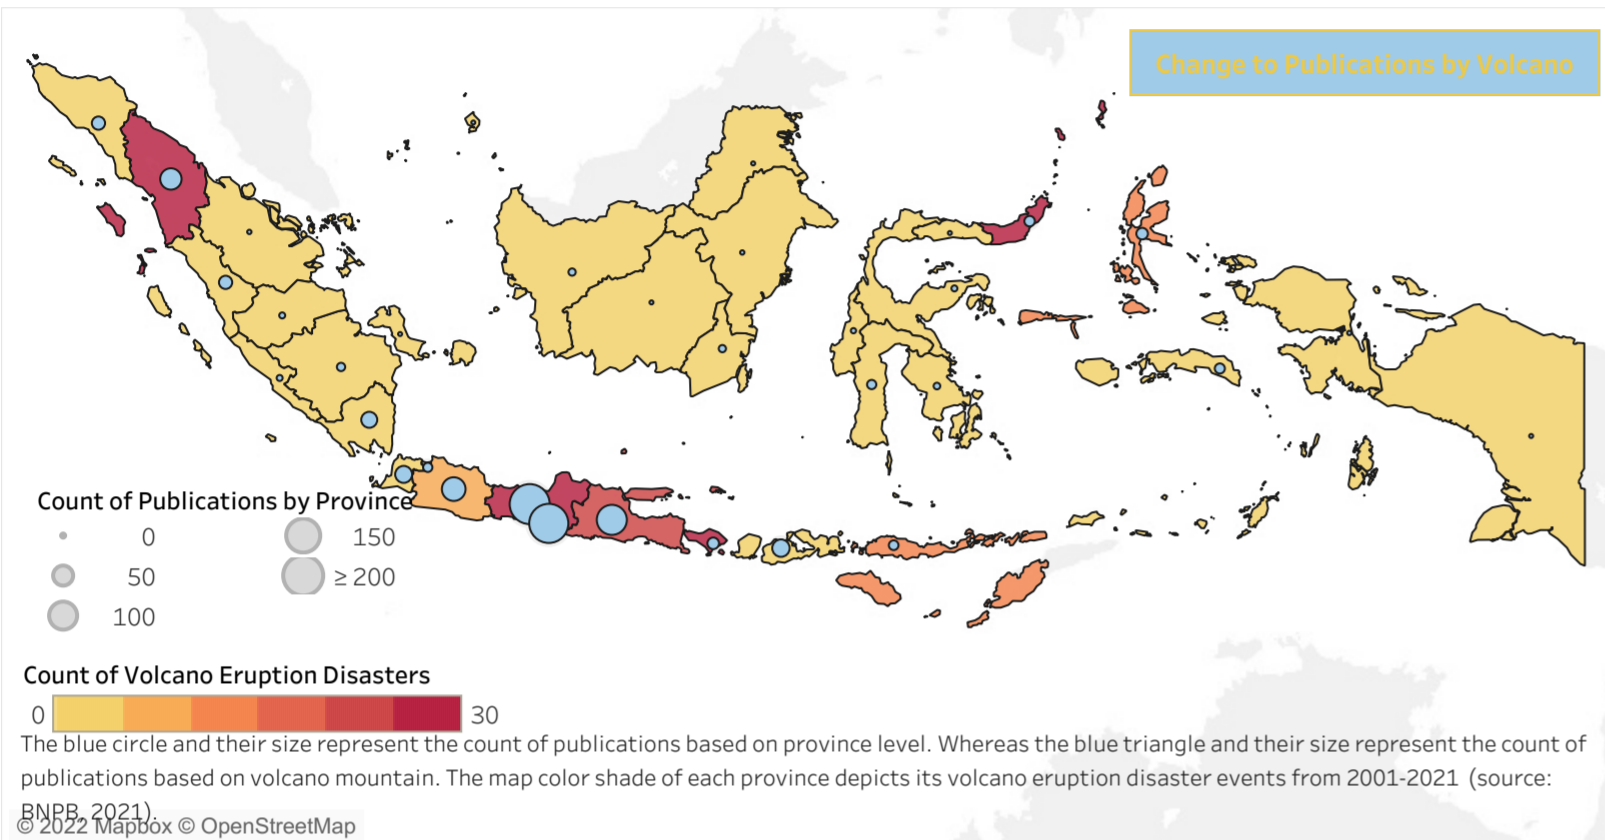 Change to Publications by Volcano
Count of Publications by Province
0
150
50
≥ 200
100
Count of Volcano Eruption Disasters
0
30
The blue circle and their size represent the count of publications based on province level. Whereas the blue triangle and their size represent the count of
publications based on volcano mountain. The map color shade of each province depicts its volcano eruption disaster events from 2001-2021 (source:
BNPB, 2021).
© 2022 Mapbox © OpenStreetMap